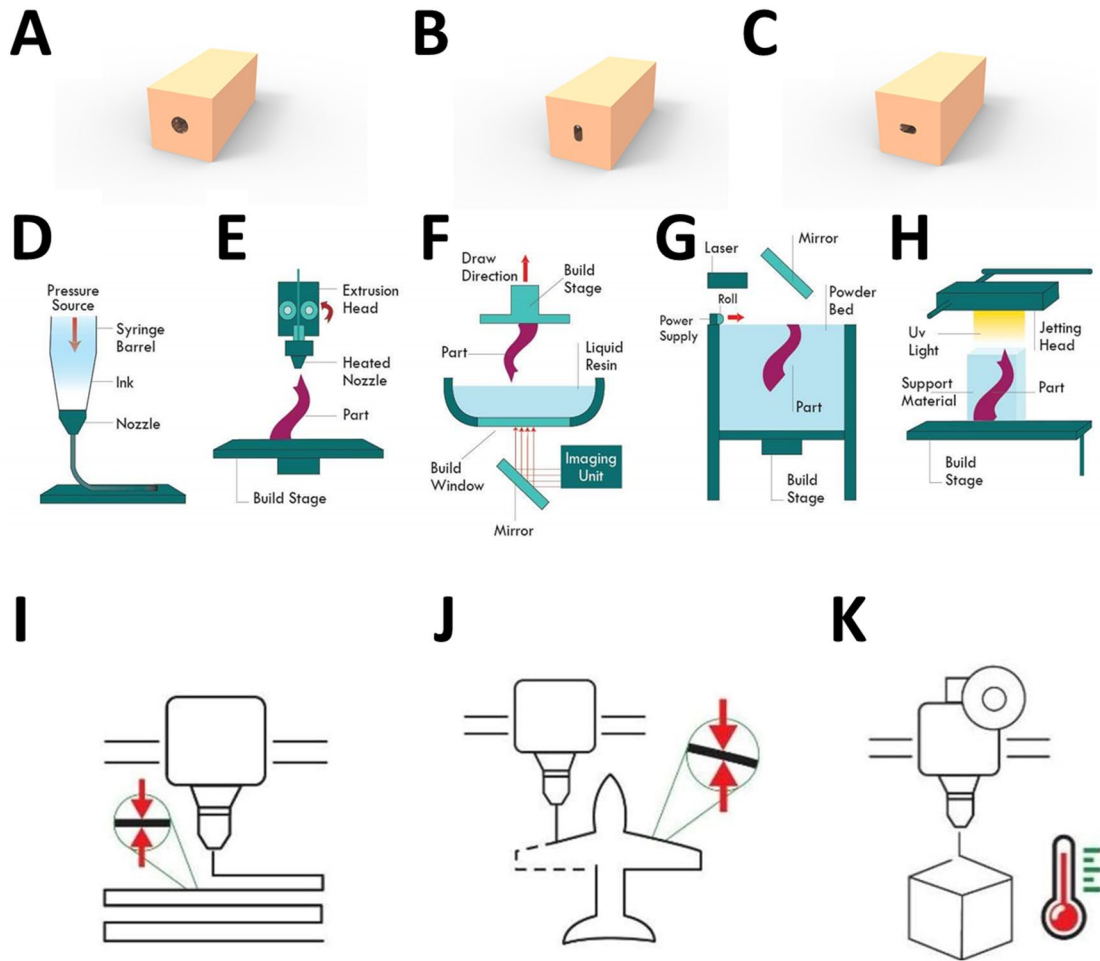 A
B
C
D
Pressure
Source
Syringe
Barrel
Ink
Nozzle
E
Extrusion
Head
Heated
Nozzle
Part
Build Stage
F
Draw
Direction
Build
Stage
Part
Liquid
Resin
Build
Window
Imaging
Unit
Mirror
G
Laser
Mirror
Roll
Powder
Bed
Power
Supply
Part
Build
Stage
H
Uv
Light
Jetting
Head
Support
Material
Part
Build
Stage
I
J
K